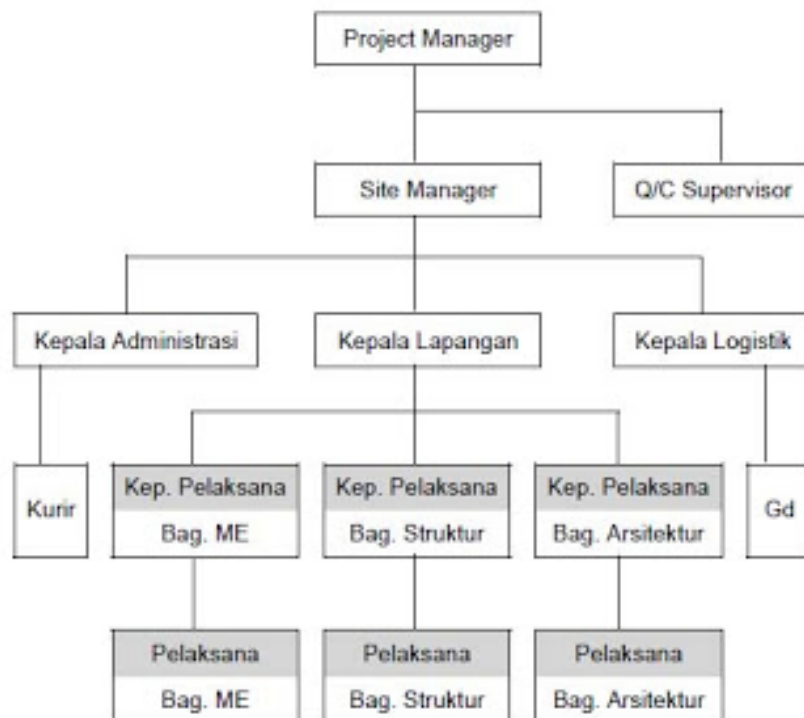 Project Manager
Site Manager
Q/C Supervisor
Kepala Administrasi
Kepala Lapangan
Kepala Logistik
Kurir
Kep. Pelaksana
Bag. ME
Kep. Pelaksana
Bag. Struktur
Kep. Pelaksana
Bag. Arsitektur
Gd
Pelaksana
Bag. ME
Pelaksana
Bag. Struktur
Pelaksana
Bag. Arsitektur